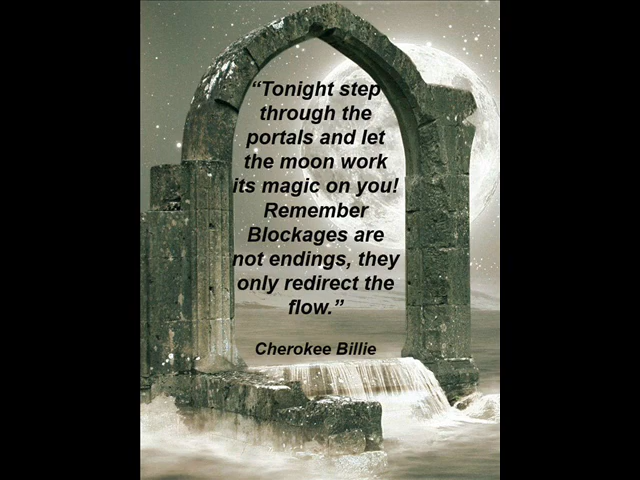 “Tonight step
through the
portals and let
the moon work
its magic on you!
Remember
Blockages are
not endings, they
only redirect the
flow.”
Cherokee Billie